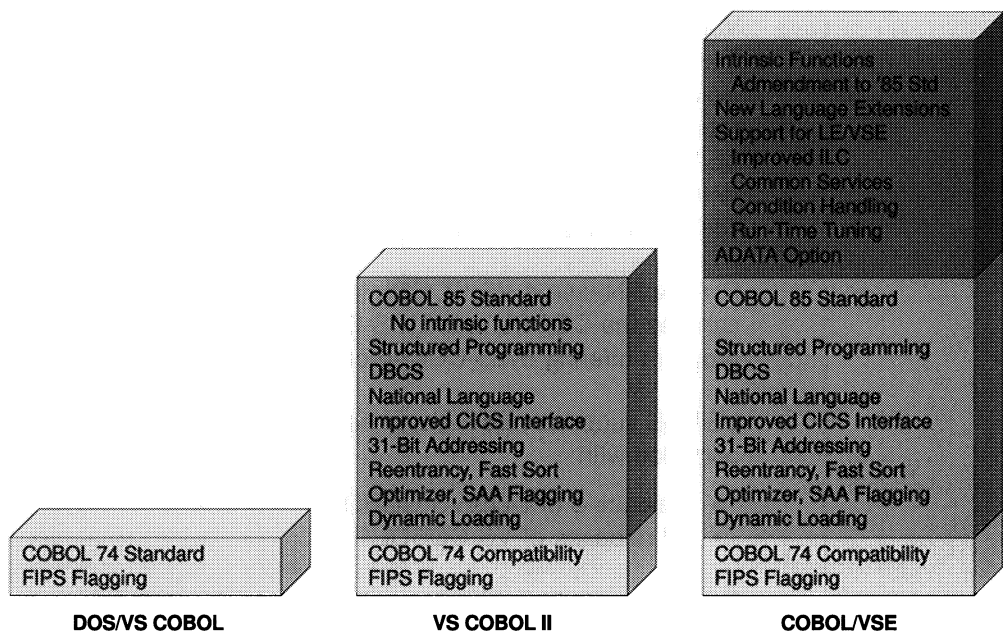 COBOL 74 Standard
FIPS Flagging
DOS/VS COBOL
COBOL 85 Standard
No intrinsic functions
Structured Programming
DBCS
National Language
Improved CICS Interface
31-Bit Addressing
Reentrancy, Fast Sort
Optimizer, SAA Flagging
Dynamic Loading
COBOL 74 Compatibility
FIPS Flagging
VS COBOL II
Intrinsic Functions
Admendment to '85 Std
New Language Extensions
Support for LE/VSE
Improved ILC
Common Services
Condition Handling
Run-Time Tuning
ADATA Option
COBOL 85 Standard
Structured Programming
DBCS
National Language
Improved CICS Interface
31-Bit Addressing
Reentrancy, Fast Sort
Optimizer, SAA Flagging
Dynamic Loading
COBOL 74 Compatibility
FIPS Flagging
COBOL/VSE